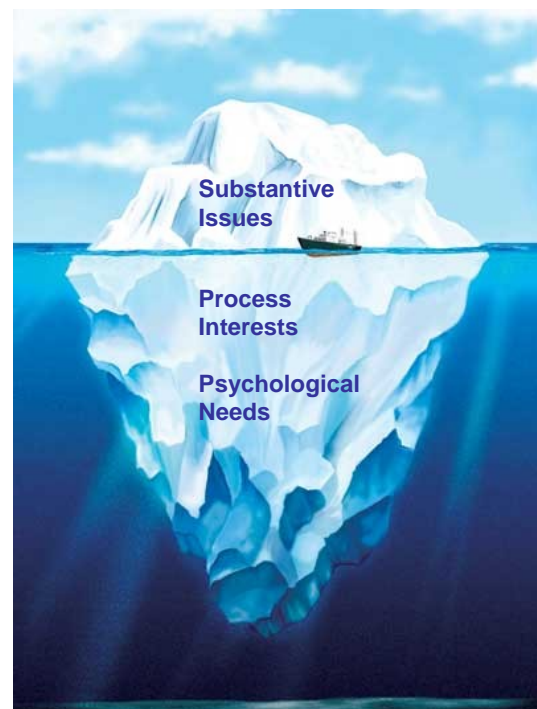 Substantive
Issues
Process
Interests
Psychological
Needs